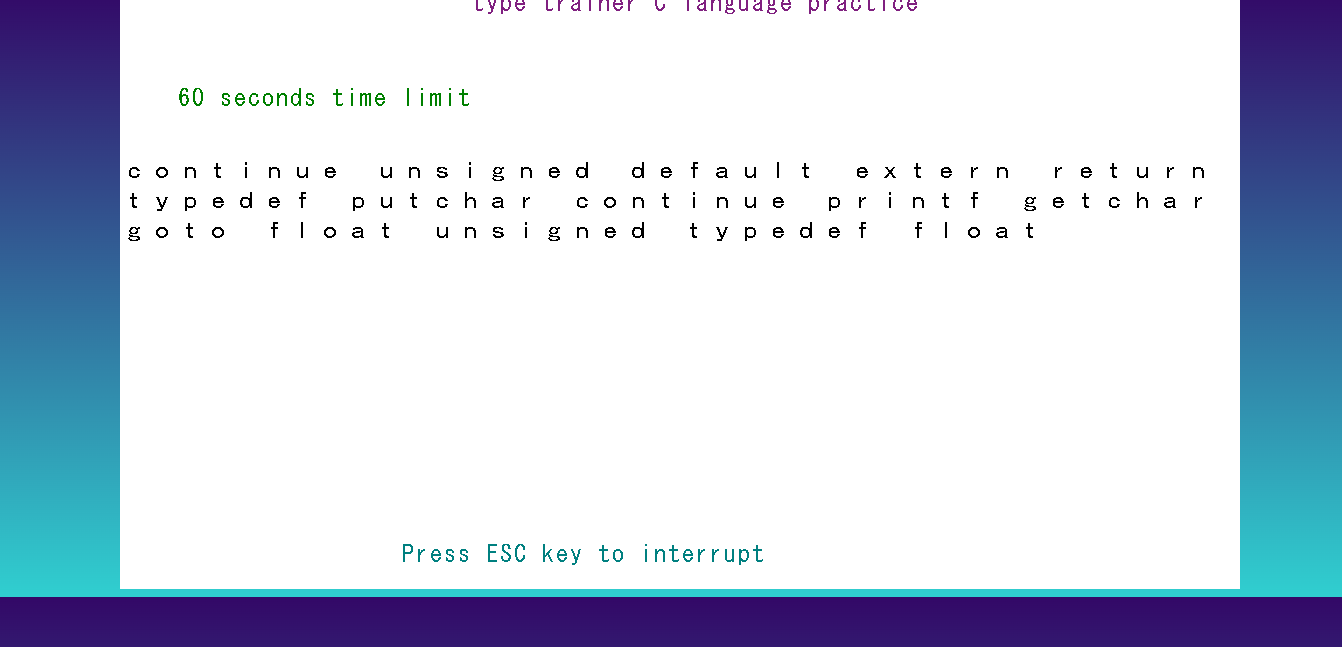 type trainer C language practice
60 seconds time limit
continue unsigned default extern return
typedef putchar continue printf getchar
goto float unsigned typedef float
Press ESC key to interrupt